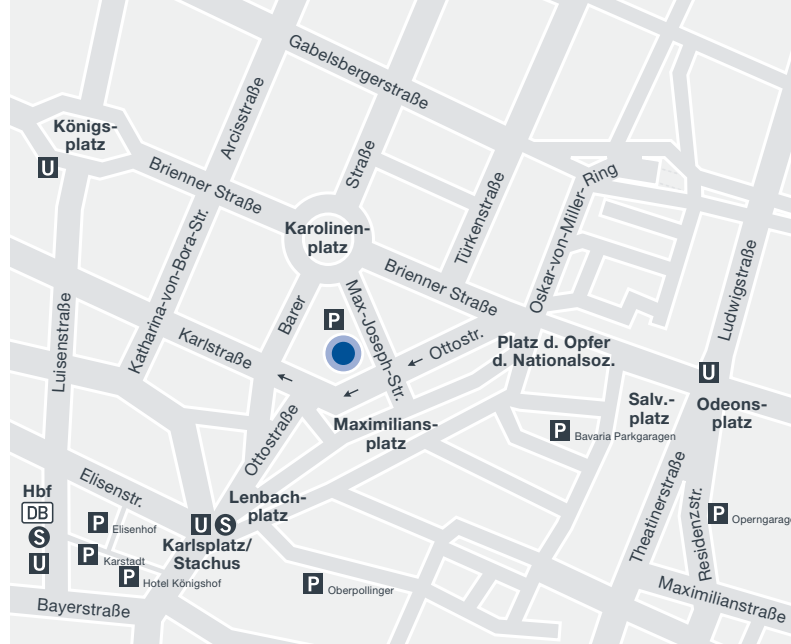 Gabelsbergerstraße
Königs-
platz
U
Arcisstraße
Straße
Brienner Straße
Oskar-von-Miller-Ring
Türkenstraße
Karolinen-
platz
Brienner Straße
Ludwigstraße
Katharina-von-Bora-Str.
Luisenstraße
Barer
P
Max-Joseph-Str.
Karlstraße
Ottostr.
Platz d. Opfer
d. Nationalsoz.
U
Salv.-
platz
Odeons-
platz
Maximilians-
platz
P Bavaria Parkgaragen
Ottostraße
Theatinerstraße
Residenzstr.
Elisenstr.
Lenbach-
platz
Hbf
DB
S
U
P Elisenhof
U S
Karlsplatz/
Stachus
P Operngarage
P Karstadt
P Hotel Königshof
P Oberpollinger
Bayerstraße
Maximilianstraße